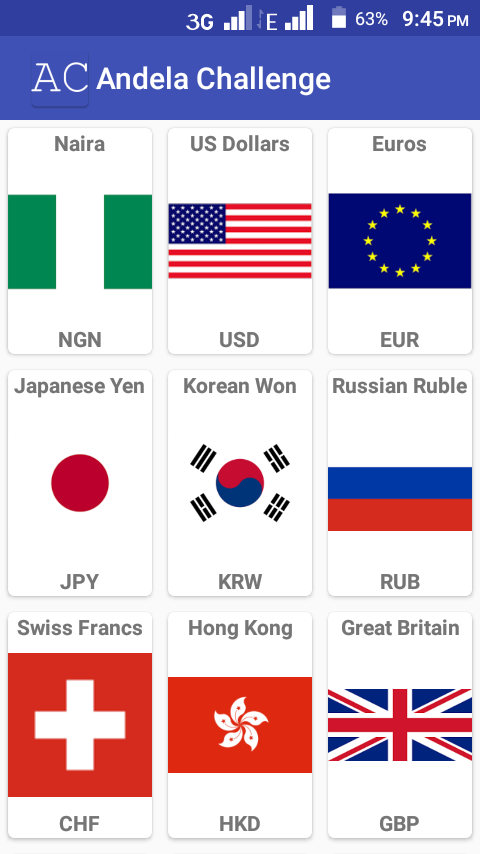 3G E 63% 9:45 PM
AC Andela Challenge
Naira US Dollars Euros
NGN USD EUR
Japanese Yen Korean Won Russian Ruble
JPY KRW RUB
Swiss Francs Hong Kong Great Britain
CHF HKD GBP